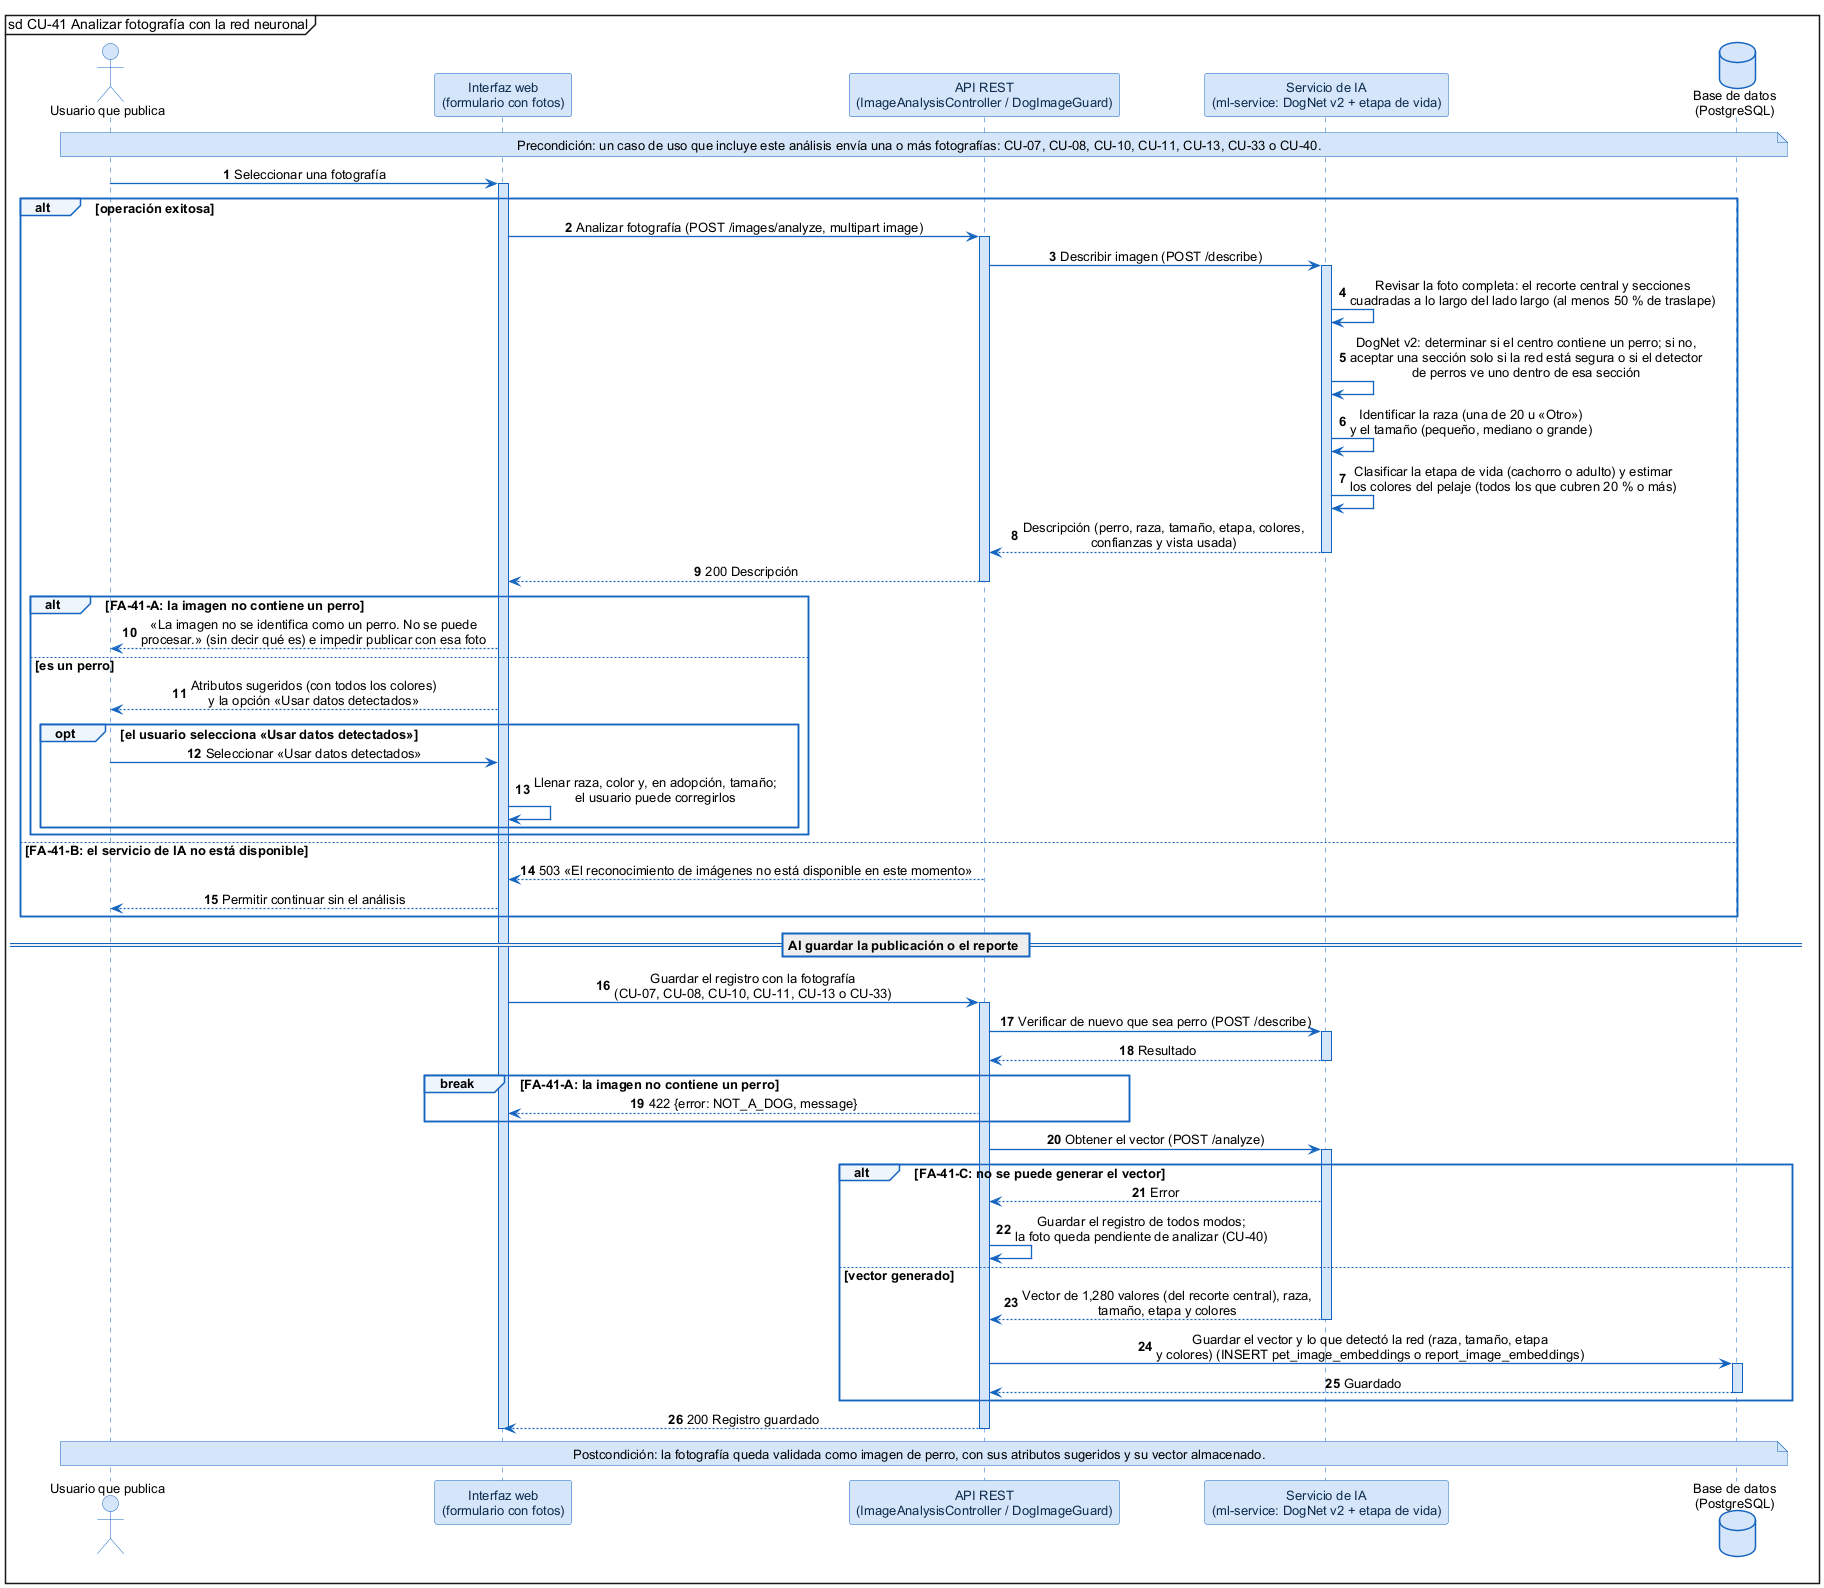 sd CU-41 Analizar fotografía con la red neuronal
Usuario que publica
Interfaz web
(formulario con fotos)
API REST
(ImageAnalysisController / DogImageGuard)
Servicio de IA
(ml-service: DogNet v2 + etapa de vida)
Base de datos
(PostgreSQL)
Precondición: un caso de uso que incluye este análisis envía una o más fotografías: CU-07, CU-08, CU-10, CU-11, CU-13, CU-33 o CU-40.
1 Seleccionar una fotografía
alt [operación exitosa]
2 Analizar fotografía (POST /images/analyze, multipart image)
3 Describir imagen (POST /describe)
4 Revisar la foto completa: el recorte central y secciones
cuadradas a lo largo del lado largo (al menos 50 % de traslape)
DogNet v2: determinar si el centro contiene un perro; si no,
5 aceptar una sección solo si la red está segura o si el detector
de perros ve uno dentro de esa sección
6 Identificar la raza (una de 20 u «Otro»)
y el tamaño (pequeño, mediano o grande)
7 Clasificar la etapa de vida (cachorro o adulto) y estimar
los colores del pelaje (todos los que cubren 20 % o más)
8 Descripción (perro, raza, tamaño, etapa, colores,
confianzas y vista usada)
9 200 Descripción
alt [FA-41-A: la imagen no contiene un perro]
10 «La imagen no se identifica como un perro. No se puede
procesar.» (sin decir qué es) e impedir publicar con esa foto
[es un perro]
11 Atributos sugeridos (con todos los colores)
y la opción «Usar datos detectados»
opt [el usuario selecciona «Usar datos detectados»]
12 Seleccionar «Usar datos detectados»
13 Llenar raza, color y, en adopción, tamaño;
el usuario puede corregirlos
[FA-41-B: el servicio de IA no está disponible]
14 503 «El reconocimiento de imágenes no está disponible en este momento»
15 Permitir continuar sin el análisis
Al guardar la publicación o el reporte
16 Guardar el registro con la fotografía
(CU-07, CU-08, CU-10, CU-11, CU-13 o CU-33)
17 Verificar de nuevo que sea perro (POST /describe)
18 Resultado
break [FA-41-A: la imagen no contiene un perro]
19 422 {error: NOT_A_DOG, message}
20 Obtener el vector (POST /analyze)
alt [FA-41-C: no se puede generar el vector]
21 Error
22 Guardar el registro de todos modos;
la foto queda pendiente de analizar (CU-40)
[vector generado]
23 Vector de 1,280 valores (del recorte central), raza,
tamaño, etapa y colores
24 Guardar el vector y lo que detectó la red (raza, tamaño, etapa
y colores) (INSERT pet_image_embeddings o report_image_embeddings)
25 Guardado
26 200 Registro guardado
Postcondición: la fotografía queda validada como imagen de perro, con sus atributos sugeridos y su vector almacenado.
Usuario que publica
Interfaz web
(formulario con fotos)
API REST
(ImageAnalysisController / DogImageGuard)
Servicio de IA
(ml-service: DogNet v2 + etapa de vida)
Base de datos
(PostgreSQL)